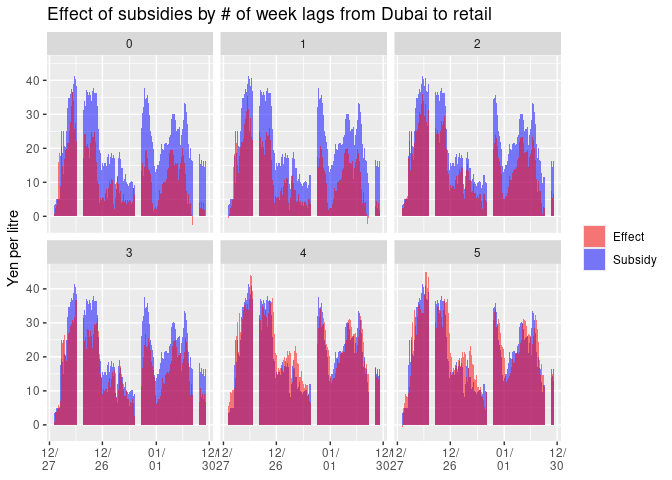 Effect of subsidies by # of week lags from Dubai to retail
0 1 2
40
30
20
10
0
3 4 5
40
30
20
10
0
Yen per litre
Effect
Subsidy
12/ 12/ 01/ 12/ 12/ 01/ 12/ 12/ 01/ 12/
27 26 01 30 27 26 01 30 27 26 01 30